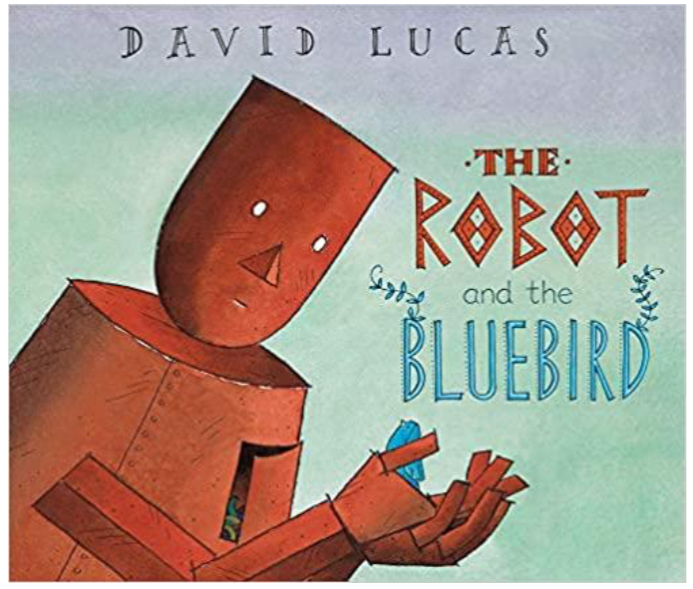 DAVID LUCAS
·THE·
ROBOT
and the
BLUEBIRD